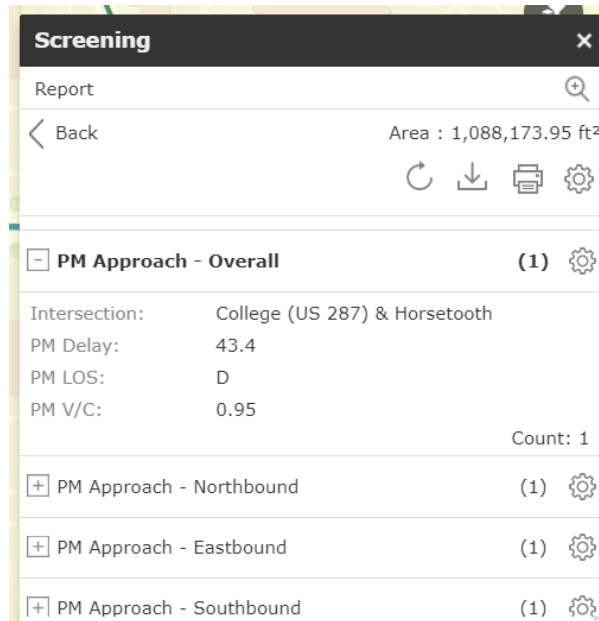 Screening
Report
Back
Area : 1,088,173.95 ft²
PM Approach - Overall (1)
Intersection: College (US 287) & Horsetooth
PM Delay: 43.4
PM LOS: D
PM V/C: 0.95
Count: 1
PM Approach - Northbound (1)
PM Approach - Eastbound (1)
PM Approach - Southbound (1)